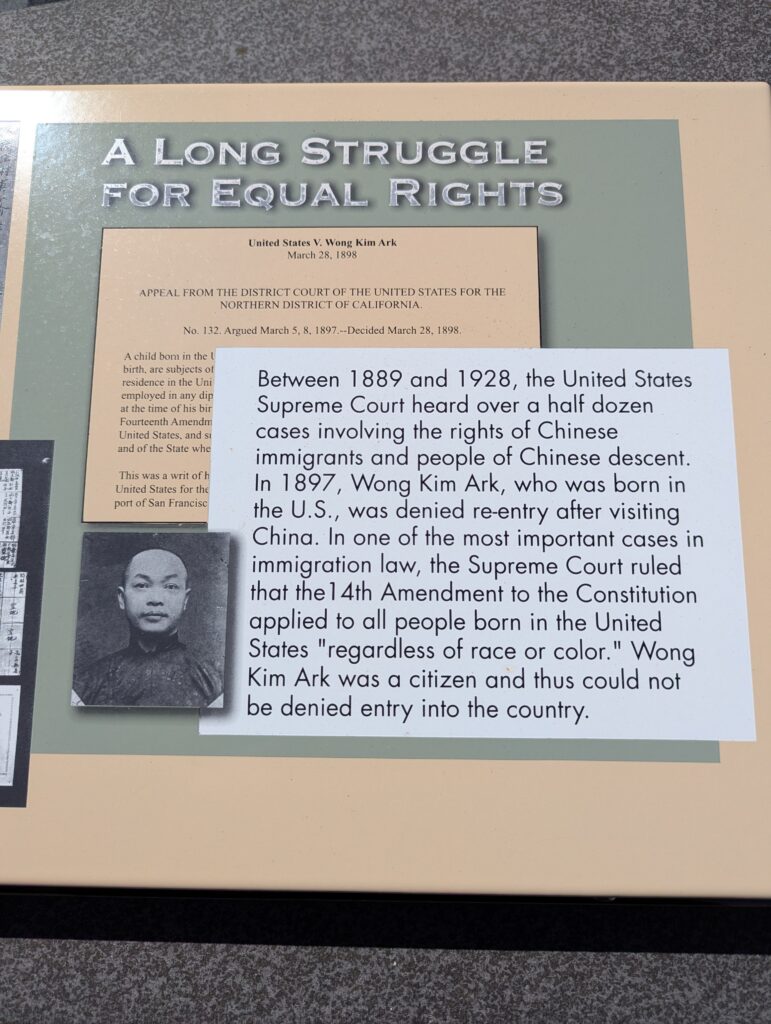 A LONG STRUGGLE
FOR EQUAL RIGHTS
United States V. Wong Kim Ark
March 28, 1898
APPEAL FROM THE DISTRICT COURT OF THE UNITED STATES FOR THE
NORTHERN DISTRICT OF CALIFORNIA.
No. 132. Argued March 5, 8, 1897.--Decided March 28, 1898.
A child born in the
birth, are subjects of
residence in the Uni
employed in any dip
at the time of his bir
Fourteenth Amendm
United States, and
and of the State whe
This was a writ of
United States for the
port of San Francisc
Between 1889 and 1928, the United States
Supreme Court heard over a half dozen
cases involving the rights of Chinese
immigrants and people of Chinese descent.
In 1897, Wong Kim Ark, who was born in
the U.S., was denied re-entry after visiting
China. In one of the most important cases in
immigration law, the Supreme Court ruled
that the14th Amendment to the Constitution
applied to all people born in the United
States "regardless of race or color." Wong
Kim Ark was a citizen and thus could not
be denied entry into the country.